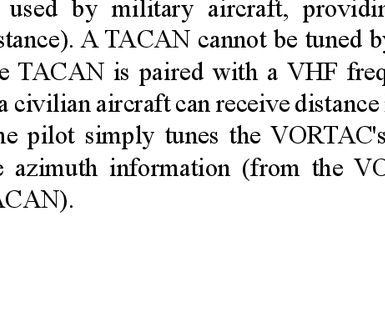 used by military aircraft, providin
stance). A TACAN cannot be tuned by
e TACAN is paired with a VHF freq
a civilian aircraft can receive distance
ne pilot simply tunes the VORTAC's
e azimuth information (from the VO
ACAN).